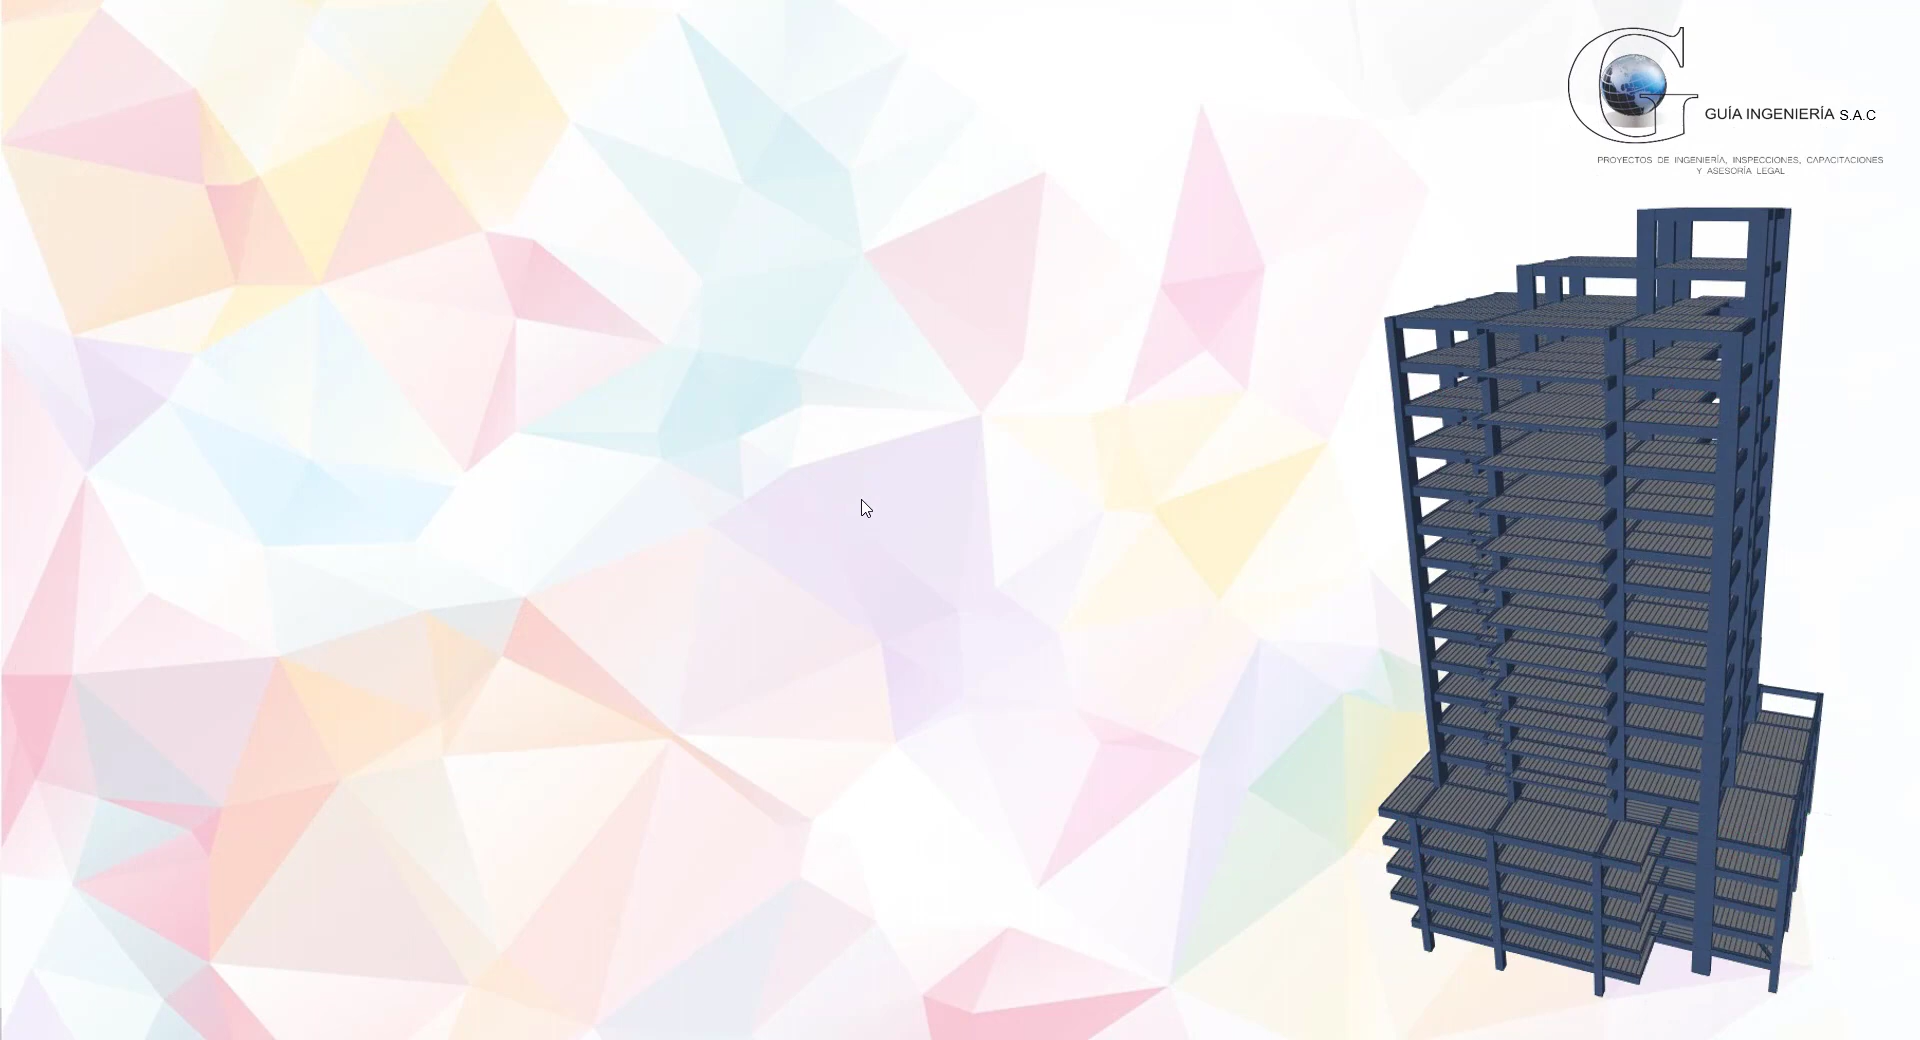 G
GUÍA INGENIERÍA S.A.C
PROYECTOS DE INGENIERÍA, INSPECCIONES, CAPACITACIONES
Y ASESORÍA LEGAL